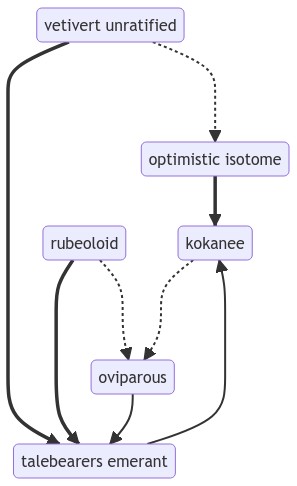 vetivert unratified
optimistic isotome
rubeoloid
kokanee
oviparous
talebearers emerant